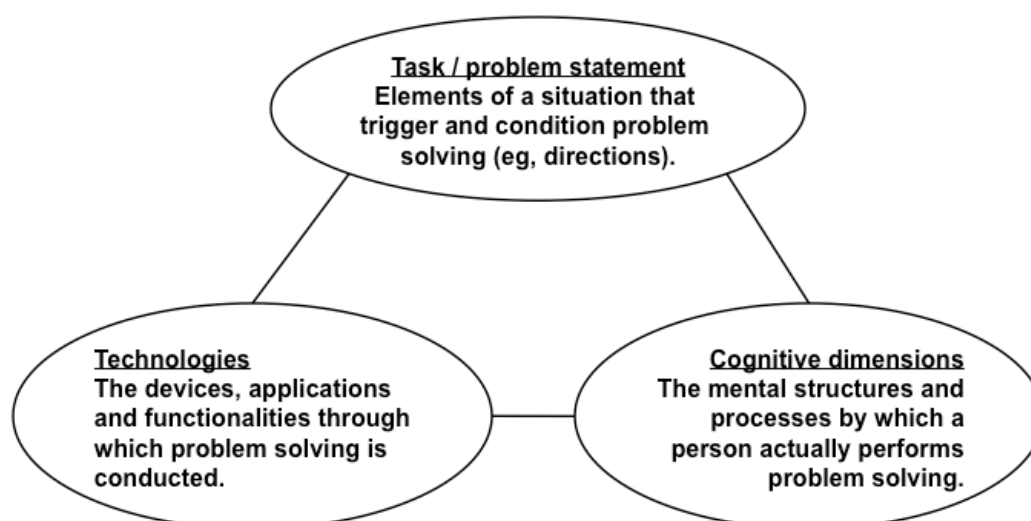 Task / problem statement
Elements of a situation that
trigger and condition problem
solving (eg, directions).
Technologies
The devices, applications
and functionalities through
which problem solving is
conducted.
Cognitive dimensions
The mental structures and
processes by which a
person actually performs
problem solving.